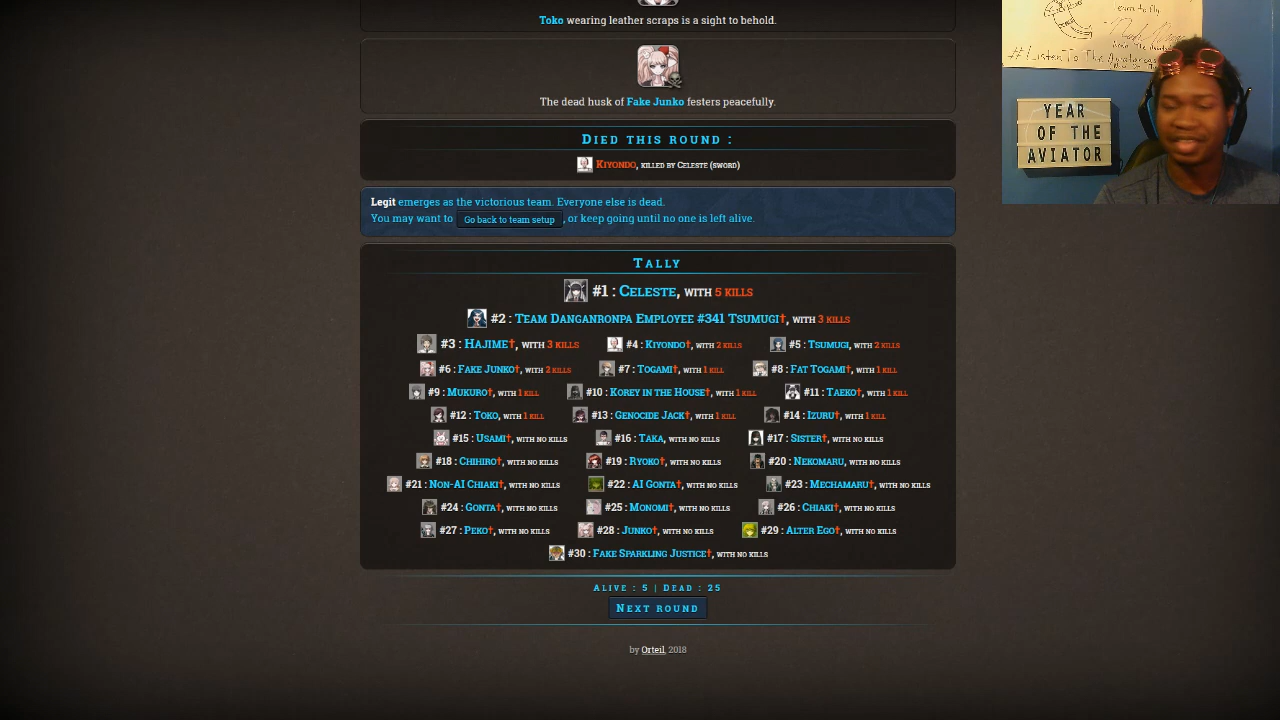 Toko wearing leather scraps is a sight to behold.
The dead husk of Fake Junko festers peacefully.
Died this round :
Kiyondo, killed by Celeste (sword)
Legit emerges as the victorious team. Everyone else is dead.
You may want to Go back to team setup, or keep going until no one is left alive.
Tally
#1 : Celeste, with 5 kills
#2 : Team Danganronpa Employee #341 Tsumugi†, with 3 kills
#3 : Hajime†, with 3 kills #4 : Kiyondo†, with 2 kills #5 : Tsumugi, with 2 kills
#6 : Fake Junko†, with 2 kills #7 : Togami†, with 1 kill #8 : Fat Togami†, with 1 kill
#9 : Mukuro†, with 1 kill #10 : Korey in the House†, with 1 kill #11 : Taeko†, with 1 kill
#12 : Toko, with 1 kill #13 : Genocide Jack†, with 1 kill #14 : Izuru†, with 1 kill
#15 : Usami†, with no kills #16 : Taka, with no kills #17 : Sister†, with no kills
#18 : Chihiro†, with no kills #19 : Ryoko†, with no kills #20 : Nekomaru, with no kills
#21 : Non-AI Chiaki†, with no kills #22 : AI Gonta†, with no kills #23 : Mechamaru†, with no kills
#24 : Gonta†, with no kills #25 : Monomi†, with no kills #26 : Chiaki†, with no kills
#27 : Peko†, with no kills #28 : Junko†, with no kills #29 : Alter Ego†, with no kills
#30 : Fake Sparkling Justice†, with no kills
Alive : 5 | Dead : 25
Next round
by Orteil, 2018
to fly
#ListenTo The
YEAR
OF THE
AVIATOR